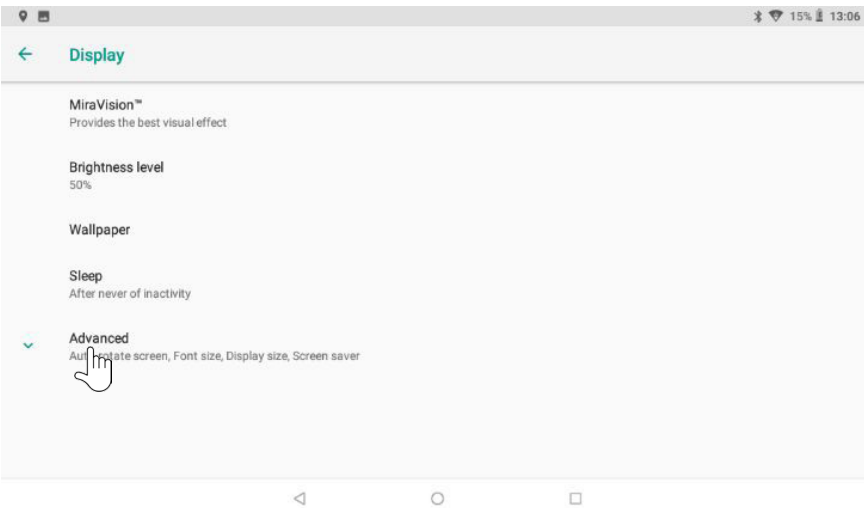 15% 13:06
Display
MiraVision™
Provides the best visual effect
Brightness level
50%
Wallpaper
Sleep
After never of inactivity
Advanced
Auto-rotate screen, Font size, Display size, Screen saver